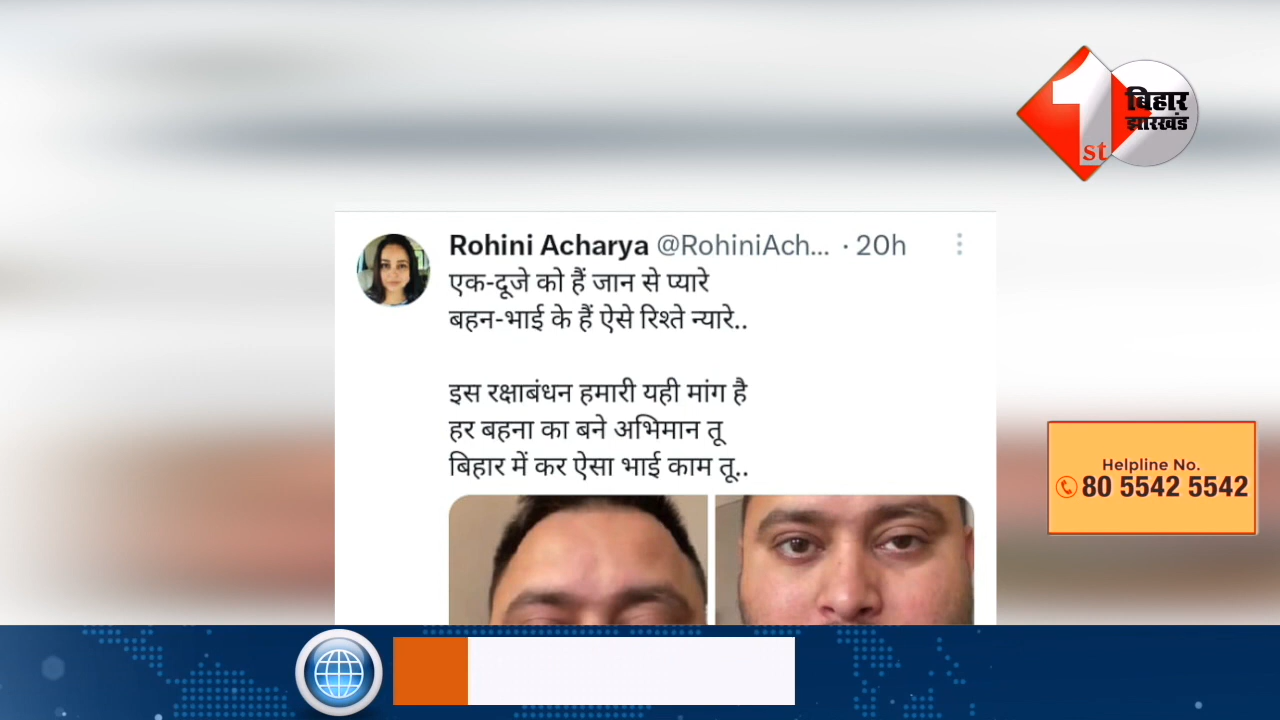 1st
बिहार
झारखंड
Rohini Acharya @RohiniAch... · 20h
एक-दूजे को हैं जान से प्यारे
बहन-भाई के हैं ऐसे रिश्ते न्यारे..
इस रक्षाबंधन हमारी यही मांग है
हर बहना का बने अभिमान तू
बिहार में कर ऐसा भाई काम तू..
Helpline No.
80 5542 5542